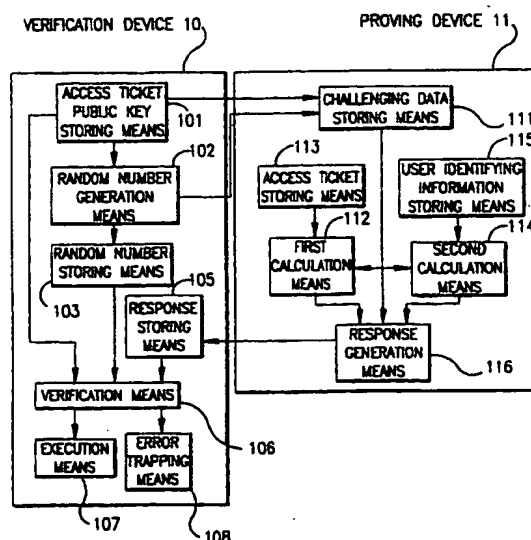 VERIFICATION DEVICE 10
PROVING DEVICE 11
ACCESS TICKET
PUBLIC KEY
STORING MEANS
101
102
RANDOM NUMBER
GENERATION
MEANS
RANDOM NUMBER
STORING MEANS
103
105
RESPONSE
STORING
MEANS
VERIFICATION MEANS
106
EXECUTION
MEANS
107
ERROR
TRAPPING
MEANS
108
CHALLENGING DATA
STORING MEANS
111
115
113
ACCESS TICKET
STORING MEANS
USER IDENTIFYING
INFORMATION
STORING MEANS
112
FIRST
CALCULATION
MEANS
114
SECOND
CALCULATION
MEANS
RESPONSE
GENERATION
MEANS
116